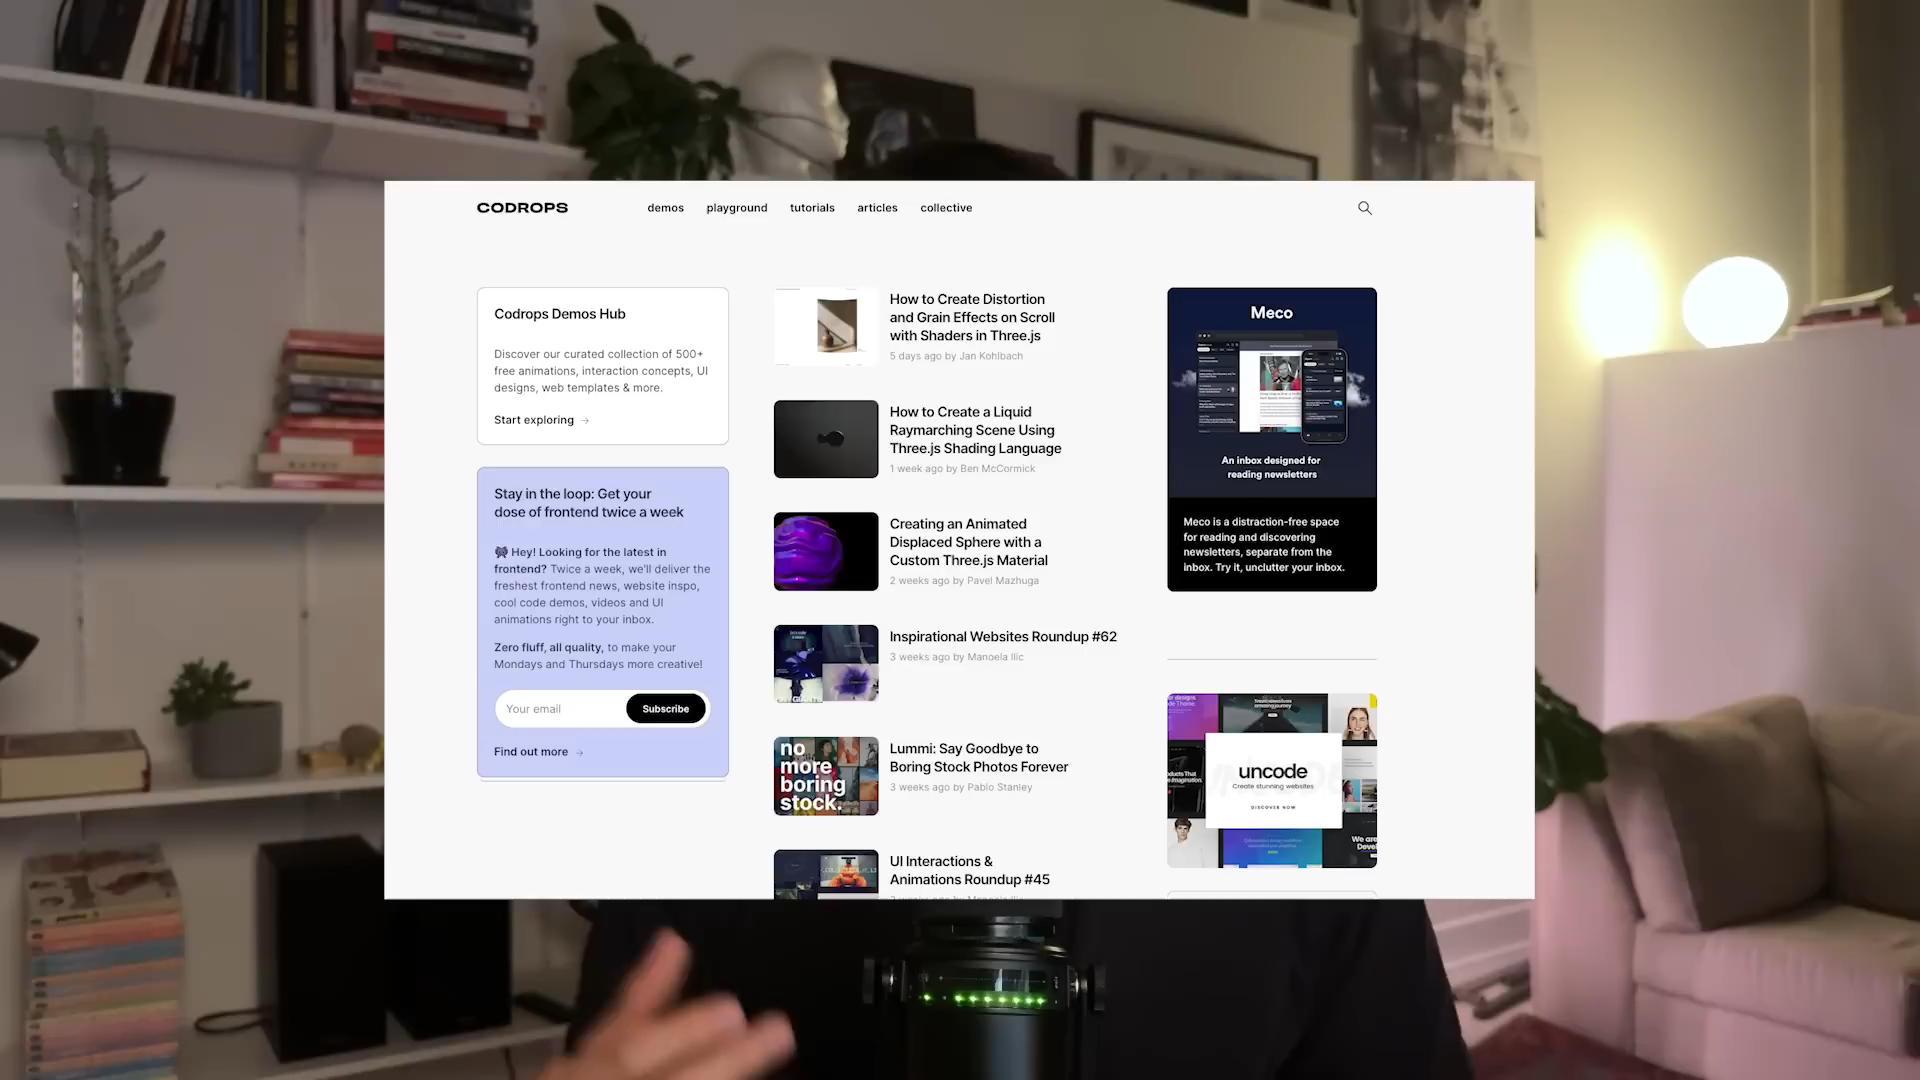 CODROPS
demos
playground
tutorials
articles
collective
Codrops Demos Hub
Discover our curated collection of 500+
free animations, interaction concepts, UI
designs, web templates & more.
Start exploring →
Stay in the loop: Get your
dose of frontend twice a week
Hey! Looking for the latest in
frontend? Twice a week, we'll deliver the
freshest frontend news, website inspo,
cool code demos, videos and UI
animations right to your inbox.
Zero fluff, all quality, to make your
Mondays and Thursdays more creative!
Your email
Subscribe
Find out more →
How to Create Distortion
and Grain Effects on Scroll
with Shaders in Three.js
5 days ago by Jan Kohlbach
How to Create a Liquid
Raymarching Scene Using
Three.js Shading Language
1 week ago by Ben McCormick
Creating an Animated
Displaced Sphere with a
Custom Three.js Material
2 weeks ago by Pavel Mazhuga
Inspirational Websites Roundup #62
3 weeks ago by Manoela Ilic
no
more
boring
stock.
Lummi: Say Goodbye to
Boring Stock Photos Forever
3 weeks ago by Pablo Stanley
UI Interactions &
Animations Roundup #45
Meco
An inbox designed for
reading newsletters
Meco is a distraction-free space
for reading and discovering
newsletters, separate from the
inbox. Try it, unclutter your inbox.
uncode
Create stunning websites
DISCOVER NOW
We are